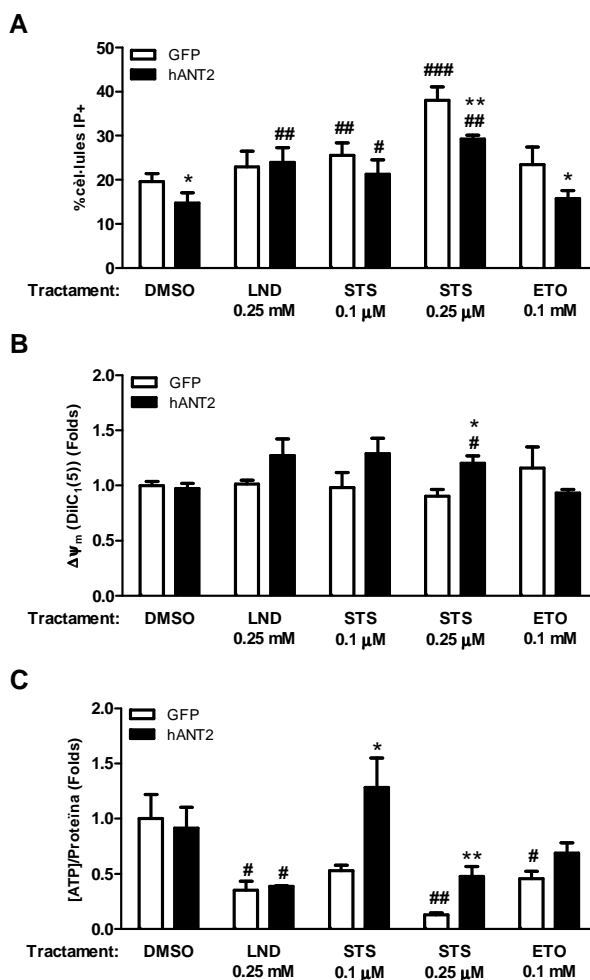 A
GFP
hANT2
%cèl·lules IP+
50
40
30
20
10
0
*
##
##
#
###
**
##
*
Tractament: DMSO LND STS STS ETO
0.25 mM 0.1 μM 0.25 μM 0.1 mM
B
GFP
hANT2
ΔΨm (DilC1(5)) (Folds)
2.0
1.5
1.0
0.5
0.0
*
#
Tractament: DMSO LND STS STS ETO
0.25 mM 0.1 μM 0.25 μM 0.1 mM
C
GFP
hANT2
[ATP]/Proteïna (Folds)
2.0
1.5
1.0
0.5
0.0
#
#
*
##
**
#
Tractament: DMSO LND STS STS ETO
0.25 mM 0.1 μM 0.25 μM 0.1 mM